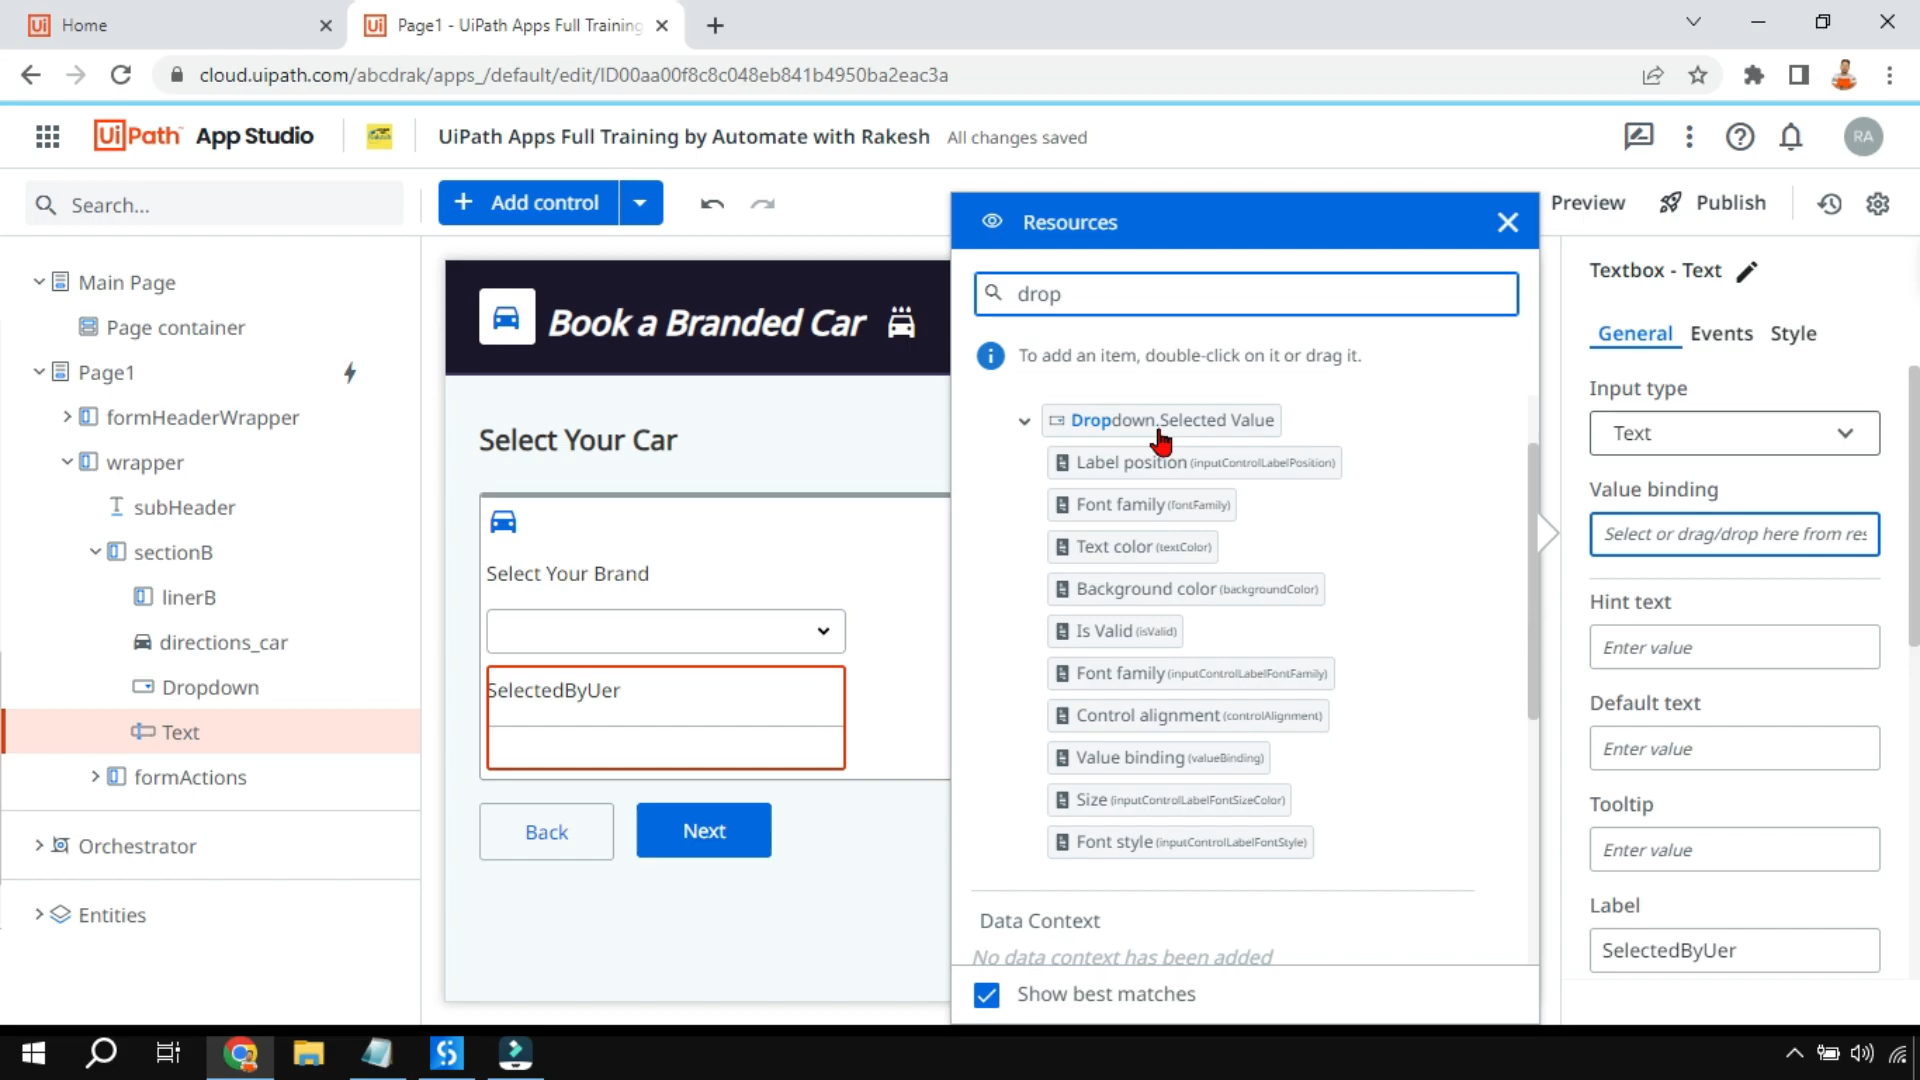 Home
Page1 - UiPath Apps Full Training
cloud.uipath.com/abcdrak/apps_/default/edit/ID00aa00f8c8c048eb841b4950ba2eac3a
UiPath App Studio
UiPath Apps Full Training by Automate with Rakesh
All changes saved
RA
Search...
Add control
Preview
Publish
Main Page
Page container
Page1
formHeaderWrapper
wrapper
subHeader
sectionB
linerB
directions_car
Dropdown
Text
formActions
Orchestrator
Entities
Book a Branded Car
Select Your Car
Select Your Brand
SelectedByUer
Back
Next
Resources
drop
To add an item, double-click on it or drag it.
Dropdown.Selected Value
Label position (inputControlLabelPosition)
Font family (fontFamily)
Text color (textColor)
Background color (backgroundColor)
Is Valid (isValid)
Font family (inputControlLabelFontFamily)
Control alignment (controlAlignment)
Value binding (valueBinding)
Size (inputControlLabelFontSizeColor)
Font style (inputControlLabelFontStyle)
Data Context
No data context has been added
Show best matches
Textbox - Text
General
Events
Style
Input type
Text
Value binding
Select or drag/drop here from res
Hint text
Enter value
Default text
Enter value
Tooltip
Enter value
Label
SelectedByUer